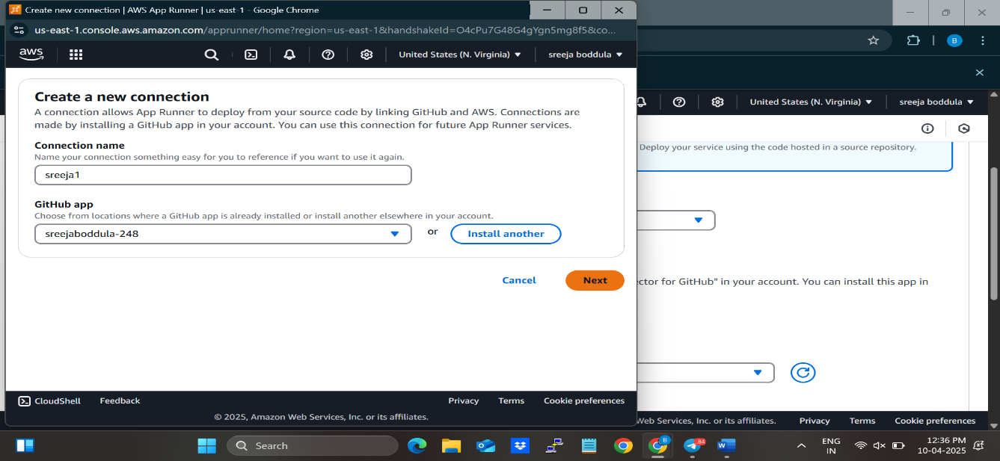 Create new connection | AWS App Runner | us-east-1 - Google Chrome
us-east-1.console.aws.amazon.com/apprunner/home?region=us-east-1&handshakeId=O4cPu7G48G4gYgn5mg8f5&co...
B
aws
United States (N. Virginia)
sreeja boddula
United States (N. Virginia)
sreeja boddula
Create a new connection
A connection allows App Runner to deploy from your source code by linking GitHub and AWS. Connections are
made by installing a GitHub app in your account. You can use this connection for future App Runner services.
Connection name
Name your connection something easy for you to reference if you want to use it again.
sreeja1
GitHub app
Choose from locations where a GitHub app is already installed or install another elsewhere in your account.
sreejaboddula-248
or
Install another
Cancel
Next
Deploy your service using the code hosted in a source repository.
ctor for GitHub" in your account. You can install this app in
CloudShell
Feedback
Privacy
Terms
Cookie preferences
© 2025, Amazon Web Services, Inc. or its affiliates.
Web Services, Inc. or its affiliates.
Privacy
Terms
Cookie preferences
Search
B
84
W
ENG
IN
12:36 PM
10-04-2025